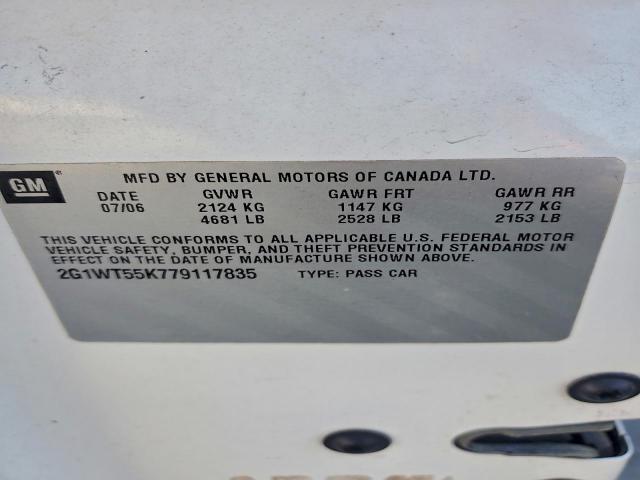 GM ® MFD BY GENERAL MOTORS OF CANADA LTD.
DATE GVWR GAWR FRT GAWR RR
07/06 2124 KG 1147 KG 977 KG
4681 LB 2528 LB 2153 LB
THIS VEHICLE CONFORMS TO ALL APPLICABLE U.S. FEDERAL MOTOR
VEHICLE SAFETY, BUMPER, AND THEFT PREVENTION STANDARDS IN
EFFECT ON THE DATE OF MANUFACTURE SHOWN ABOVE.
2G1WT55K779117835 TYPE: PASS CAR